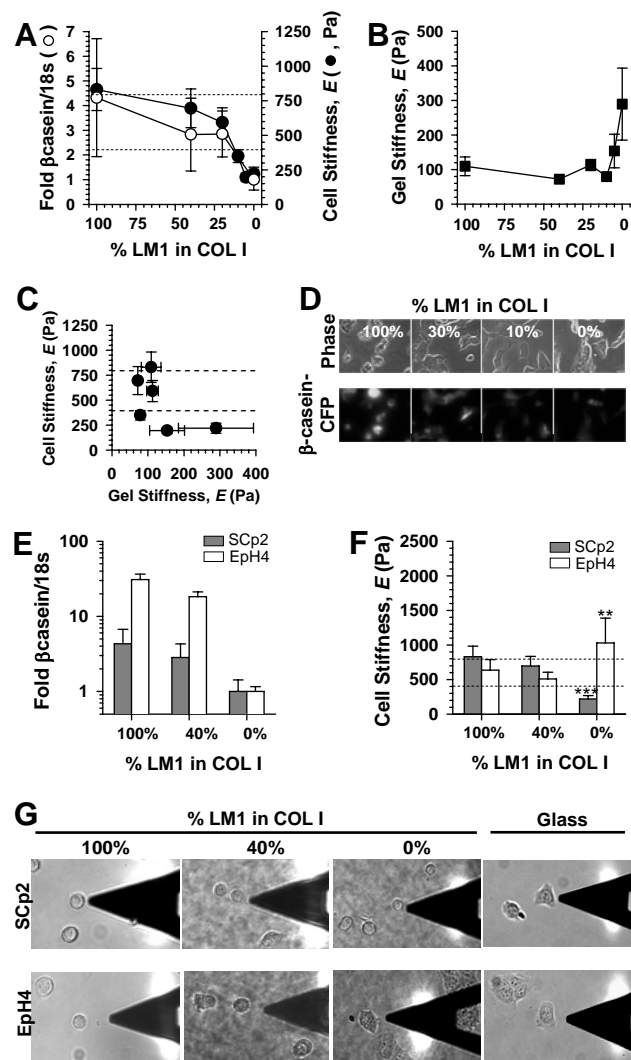 A
Fold βcasein/18s (○)
7
6
5
4
3
2
1
0
100 75 50 25 0
% LM1 in COL I
1250
1000
750
500
250
0
Cell Stiffness, E (●, Pa)
B
Gel Stiffness, E (Pa)
500
400
300
200
100
0
100 75 50 25 0
% LM1 in COL I
C
Cell Stiffness, E (Pa)
1250
1000
750
500
250
0
0 100 200 300 400
Gel Stiffness, E (Pa)
D
% LM1 in COL I
Phase
100% 30% 10% 0%
β-casein-
CFP
E
SCp2
EpH4
Fold βcasein/18s
100
10
1
100% 40% 0%
% LM1 in COL I
F
SCp2
EpH4
Cell Stiffness, E (Pa)
2500
2000
1500
1000
500
0
**
***
100% 40% 0%
% LM1 in COL I
G
% LM1 in COL I
Glass
100% 40% 0%
SCp2
EpH4